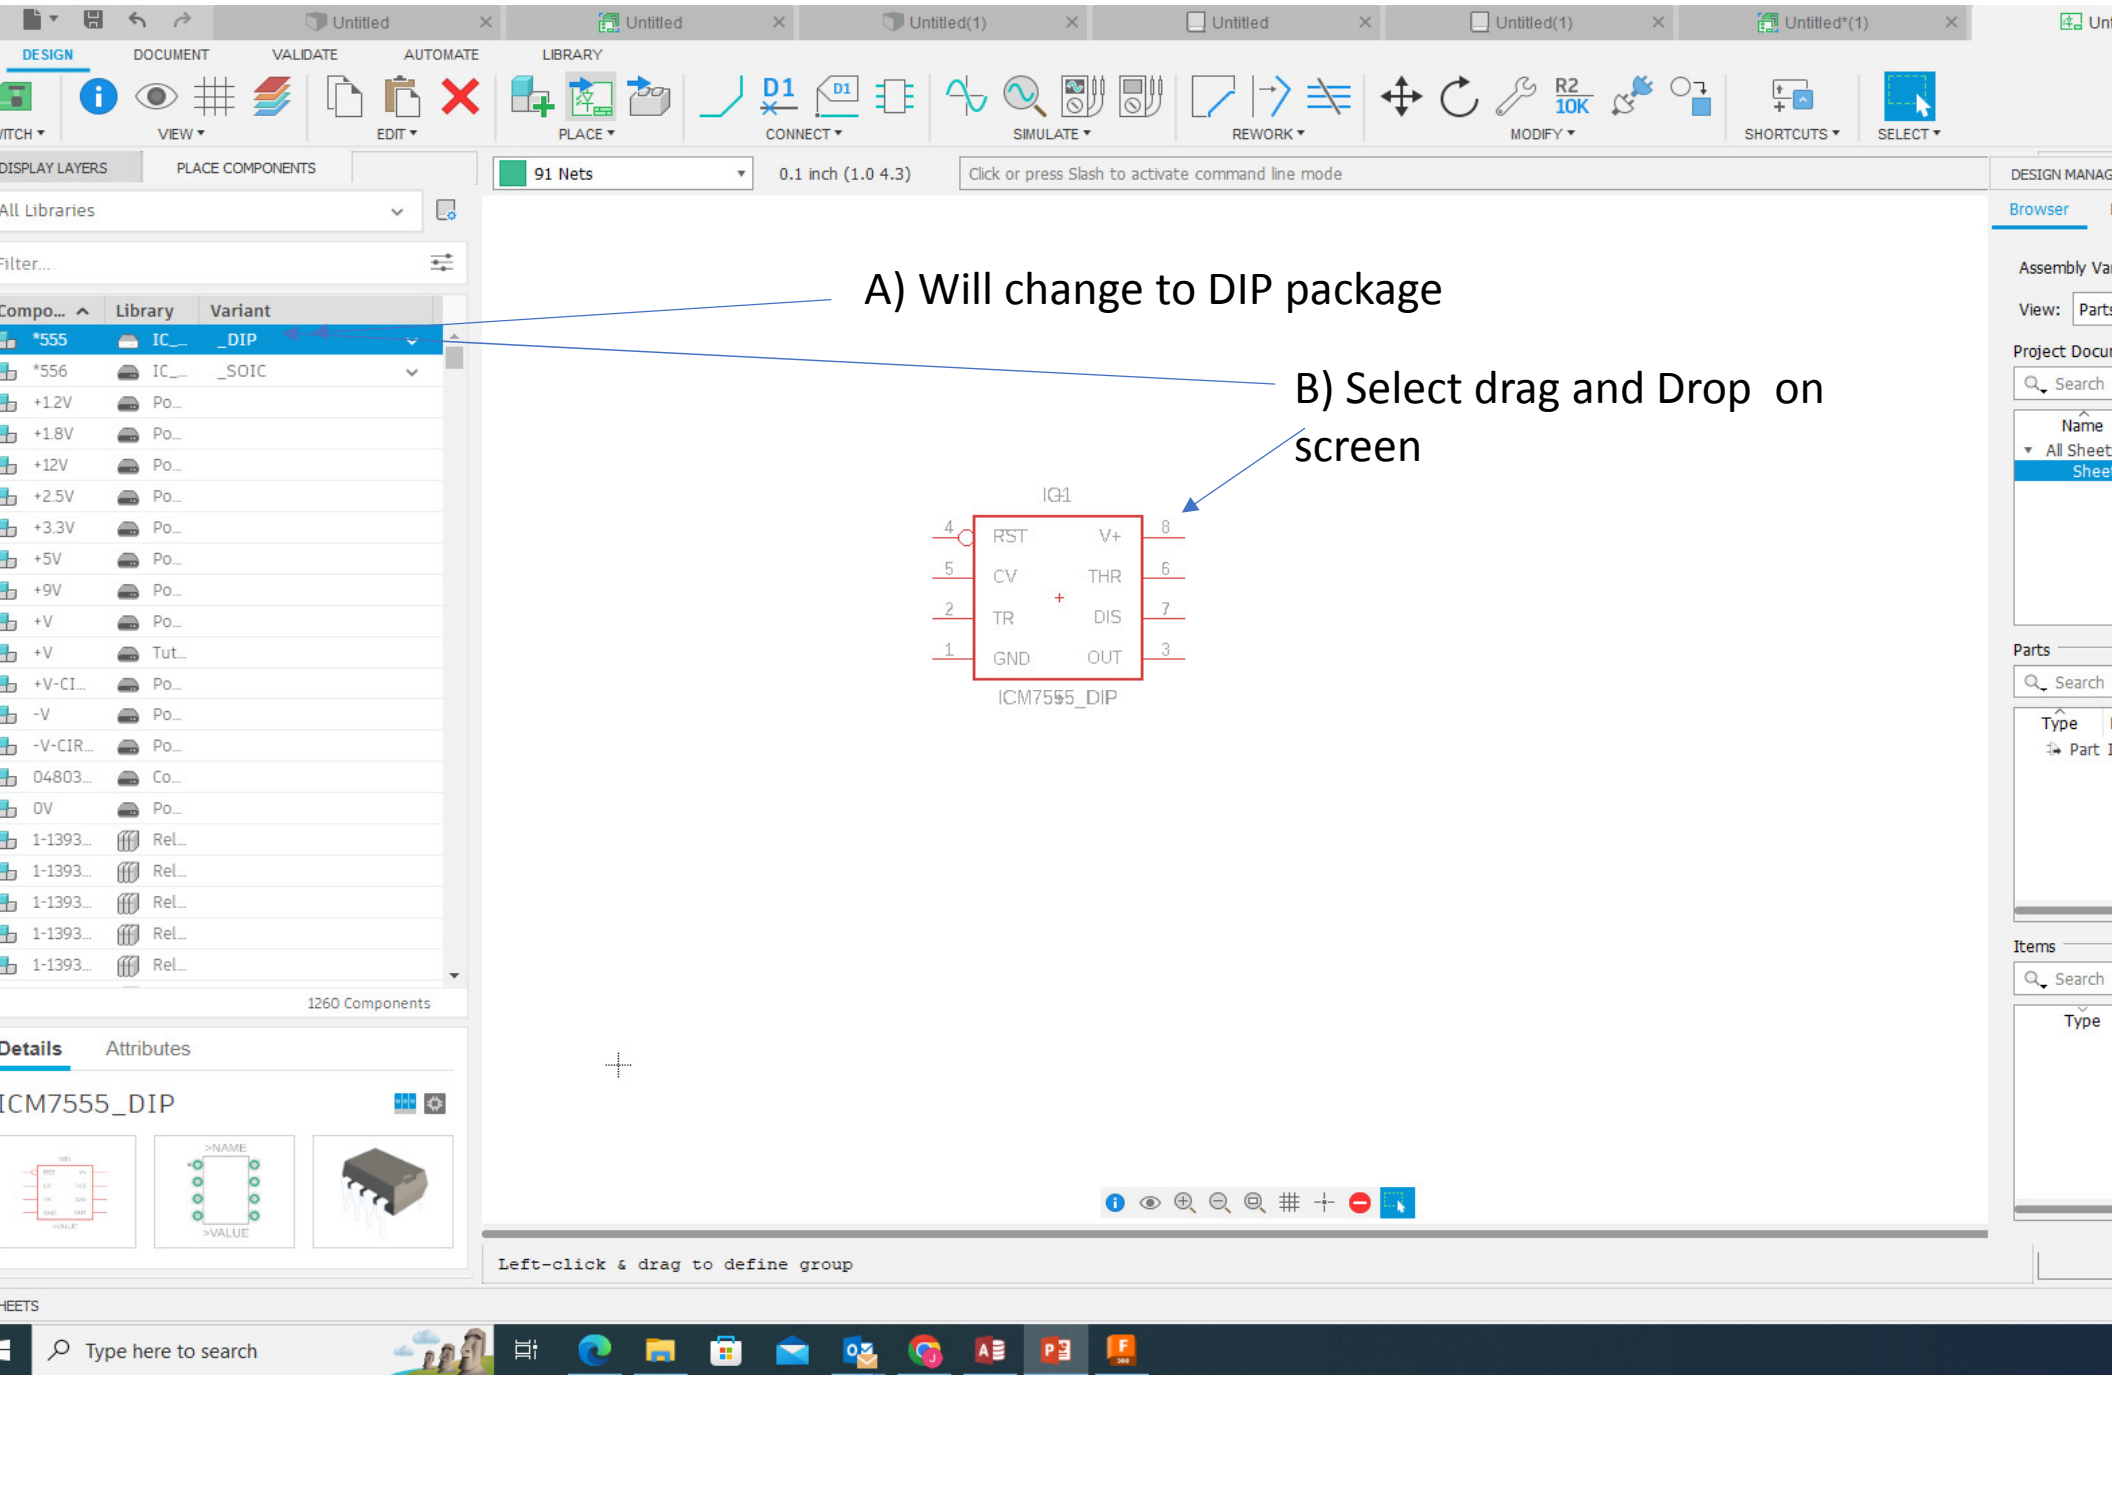 Untitled
Untitled
Untitled(1)
Untitled
Untitled(1)
Untitled*(1)
DESIGN DOCUMENT VALIDATE AUTOMATE LIBRARY
D1 D1 R2 10K
VIEW EDIT PLACE CONNECT SIMULATE REWORK MODIFY SHORTCUTS SELECT
DISPLAY LAYERS PLACE COMPONENTS
91 Nets 0.1 inch (1.0 4.3) Click or press Slash to activate command line mode
All Libraries
Filter...
Compo... Library Variant
*555 IC_... _DIP
*556 IC_... _SOIC
+1.2V Po...
+1.8V Po...
+12V Po...
+2.5V Po...
+3.3V Po...
+5V Po...
+9V Po...
+V Po...
+V Tut...
+V-CI... Po...
-V Po...
-V-CIR... Po...
04803... Co...
0V Po...
1-1393... Rel...
1-1393... Rel...
1-1393... Rel...
1-1393... Rel...
1-1393... Rel...
1260 Components
Details Attributes
ICM7555_DIP
>NAME
>VALUE
A) Will change to DIP package
B) Select drag and Drop on
screen
4 RST V+ 8
5 CV THR 6
2 TR DIS 7
1 GND OUT 3
ICM7555_DIP
Left-click & drag to define group
DESIGN MANAG
Browser
Assembly Va
View: Parts
Project Docu
Search
Name
All Sheet
Shee
Parts
Search
Type
Part
Items
Search
Type
HEETS
Type here to search